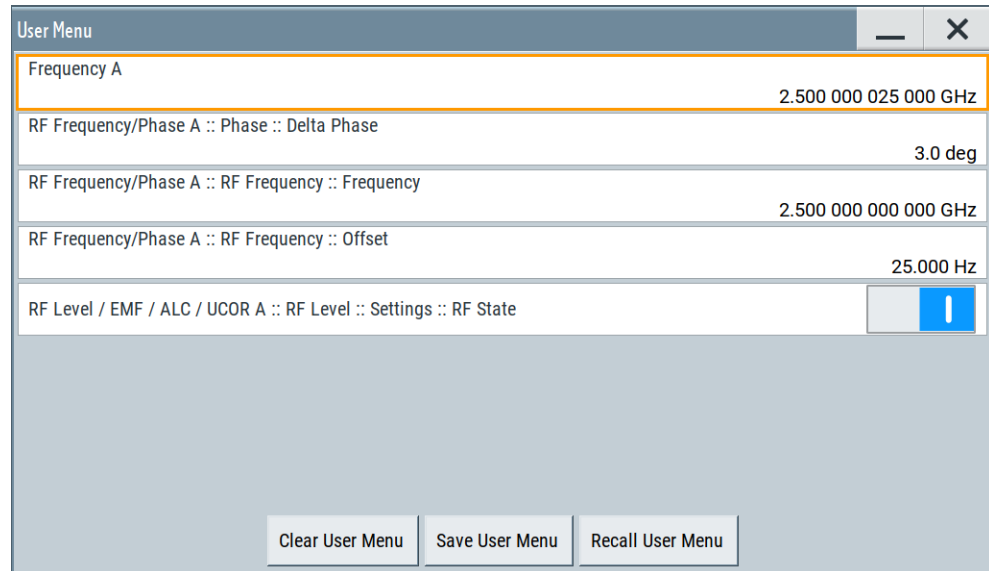 User Menu
Frequency A
2.500 000 025 000 GHz
RF Frequency/Phase A :: Phase :: Delta Phase
3.0 deg
RF Frequency/Phase A :: RF Frequency :: Frequency
2.500 000 000 000 GHz
RF Frequency/Phase A :: RF Frequency :: Offset
25.000 Hz
RF Level / EMF / ALC / UCOR A :: RF Level :: Settings :: RF State
Clear User Menu Save User Menu Recall User Menu